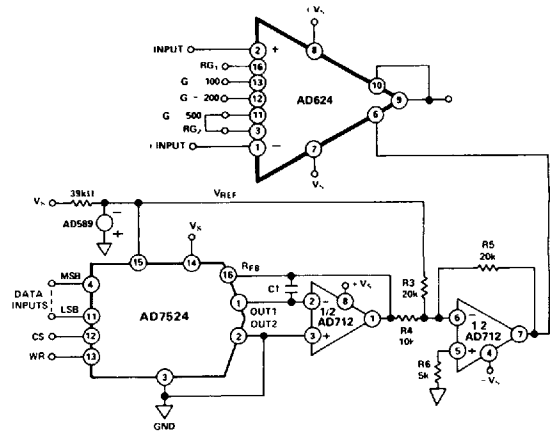 +VS
INPUT
2
+
8
RG1
16
G 100
13
10
G - 200
12
AD624
9
G 500
11
6
RG2
3
INPUT
1
−
7
VS
39kΩ
VREF
VS
AD589
−
+
VS
R5
20k
15
14
RFB
16
R3
20k
MSB
4
C1
+VS
DATA
INPUTS
AD7524
1
OUT1
2
−
8
1/2
AD712
1
R4
10k
6
−
1 2
AD712
7
LSB
11
OUT2
2
3
+
5
+
4
CS
12
R6
5k
−VS
WR
13
3
GND